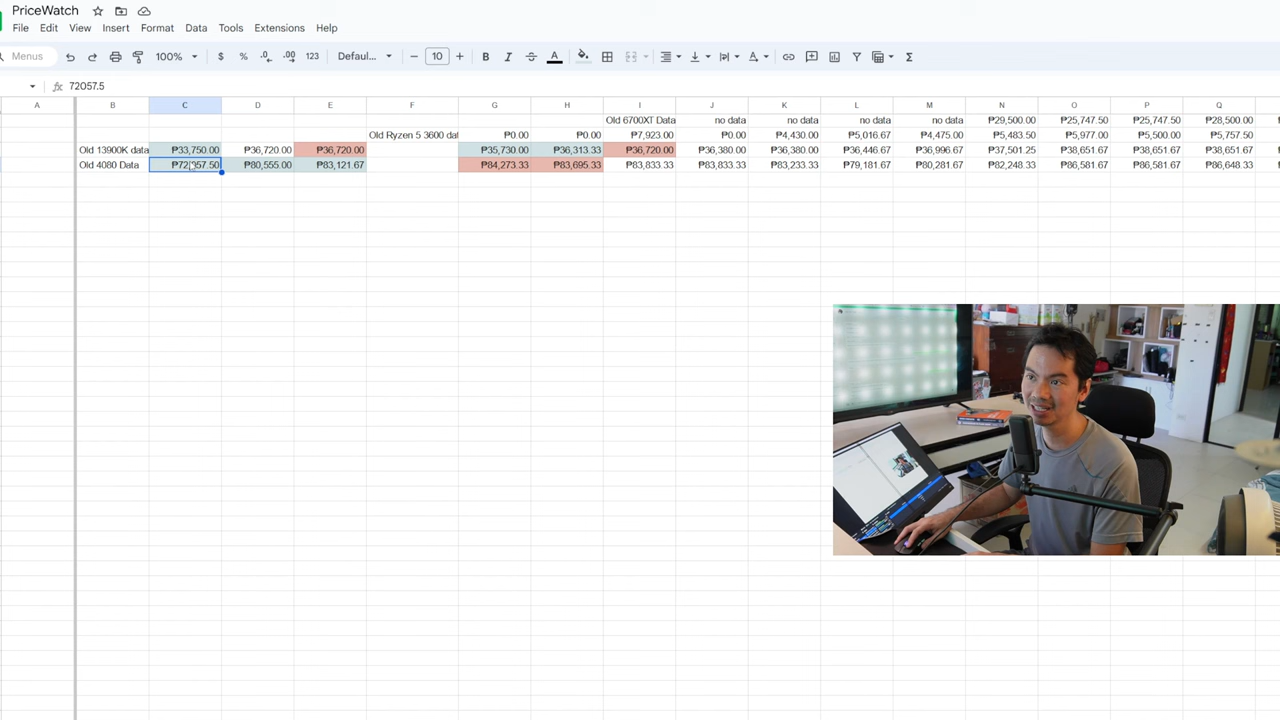 PriceWatch
File Edit View Insert Format Data Tools Extensions Help
Menus 100% $ % .0 .00 123 Defaul... − 10 + B I A Σ
fx 72057.5
A B C D E F G H I J K L M N O P Q
Old 6700XT Data no data no data no data no data ₱29,500.00 ₱25,747.50 ₱25,747.50 ₱28,500.00
Old Ryzen 5 3600 dat ₱0.00 ₱0.00 ₱7,923.00 ₱0.00 ₱4,430.00 ₱5,016.67 ₱4,475.00 ₱5,483.50 ₱5,977.00 ₱5,500.00 ₱5,757.50
Old 13900K data ₱33,750.00 ₱36,720.00 ₱36,720.00 ₱35,730.00 ₱36,313.33 ₱36,720.00 ₱36,380.00 ₱36,380.00 ₱36,446.67 ₱36,996.67 ₱37,501.25 ₱38,651.67 ₱38,651.67 ₱38,651.67
Old 4080 Data ₱72,057.50 ₱80,555.00 ₱83,121.67 ₱84,273.33 ₱83,695.33 ₱83,833.33 ₱83,833.33 ₱83,233.33 ₱79,181.67 ₱80,281.67 ₱82,248.33 ₱86,581.67 ₱86,581.67 ₱86,648.33